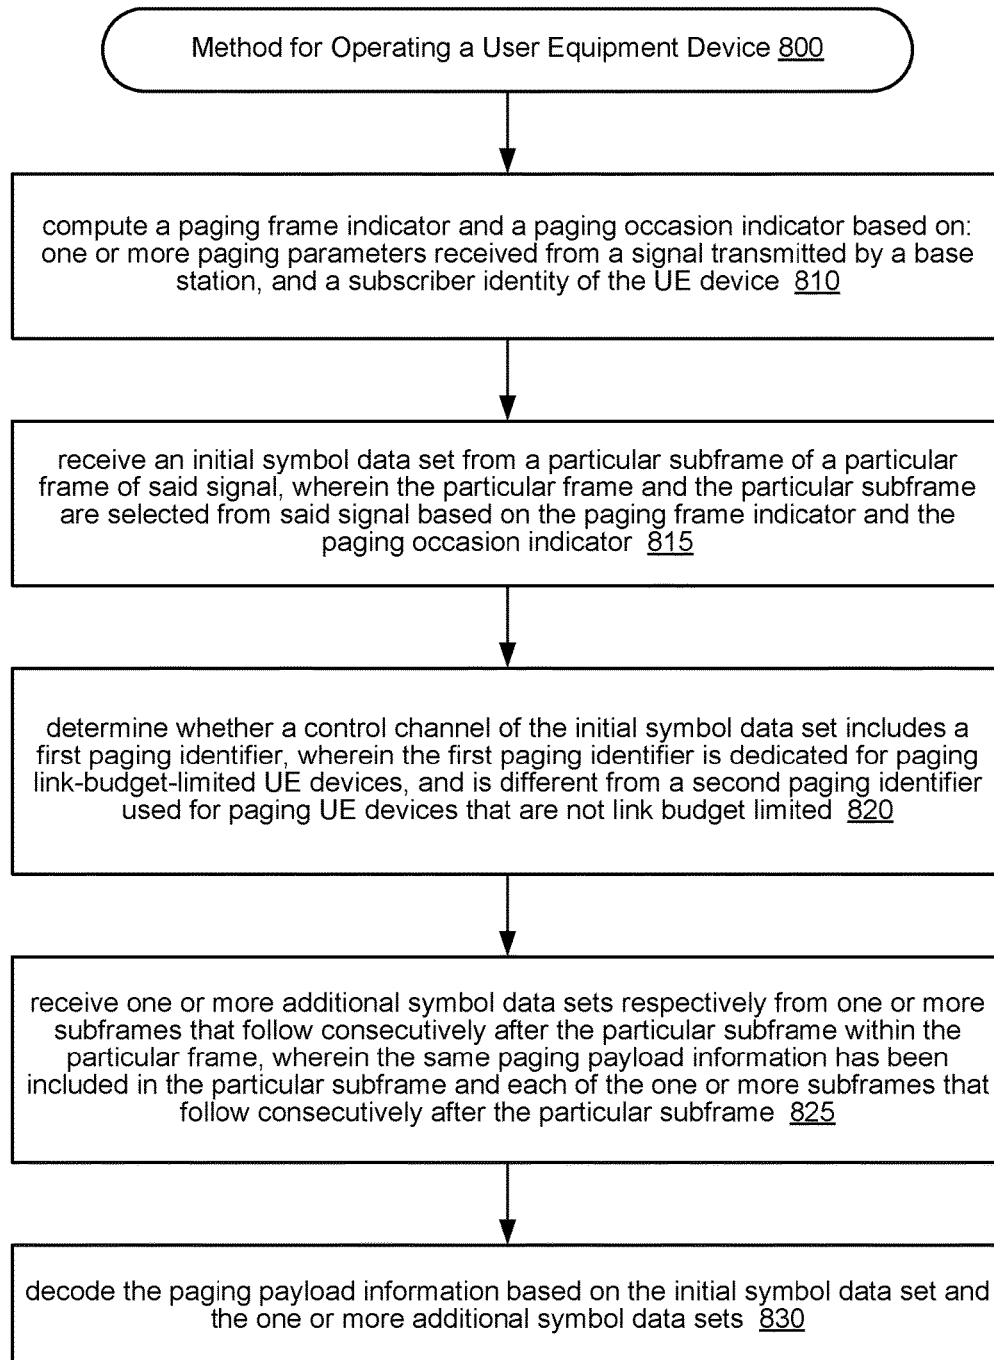 Method for Operating a User Equipment Device 800
compute a paging frame indicator and a paging occasion indicator based on:
one or more paging parameters received from a signal transmitted by a base
station, and a subscriber identity of the UE device 810
receive an initial symbol data set from a particular subframe of a particular
frame of said signal, wherein the particular frame and the particular subframe
are selected from said signal based on the paging frame indicator and the
paging occasion indicator 815
determine whether a control channel of the initial symbol data set includes a
first paging identifier, wherein the first paging identifier is dedicated for paging
link-budget-limited UE devices, and is different from a second paging identifier
used for paging UE devices that are not link budget limited 820
receive one or more additional symbol data sets respectively from one or more
subframes that follow consecutively after the particular subframe within the
particular frame, wherein the same paging payload information has been
included in the particular subframe and each of the one or more subframes that
follow consecutively after the particular subframe 825
decode the paging payload information based on the initial symbol data set and
the one or more additional symbol data sets 830